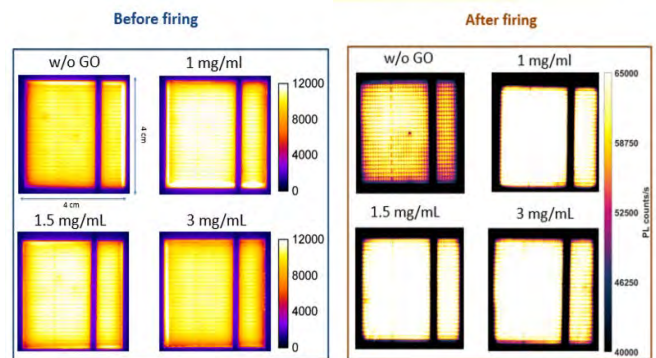 Before firing
After firing
w/o GO
1 mg/ml
12000
8000
4000
0
4 cm
4 cm
1.5 mg/mL
3 mg/mL
12000
8000
4000
0
w/o GO
1 mg/ml
1.5 mg/mL
3 mg/mL
65000
58750
52500
46250
40000
PL counts/s